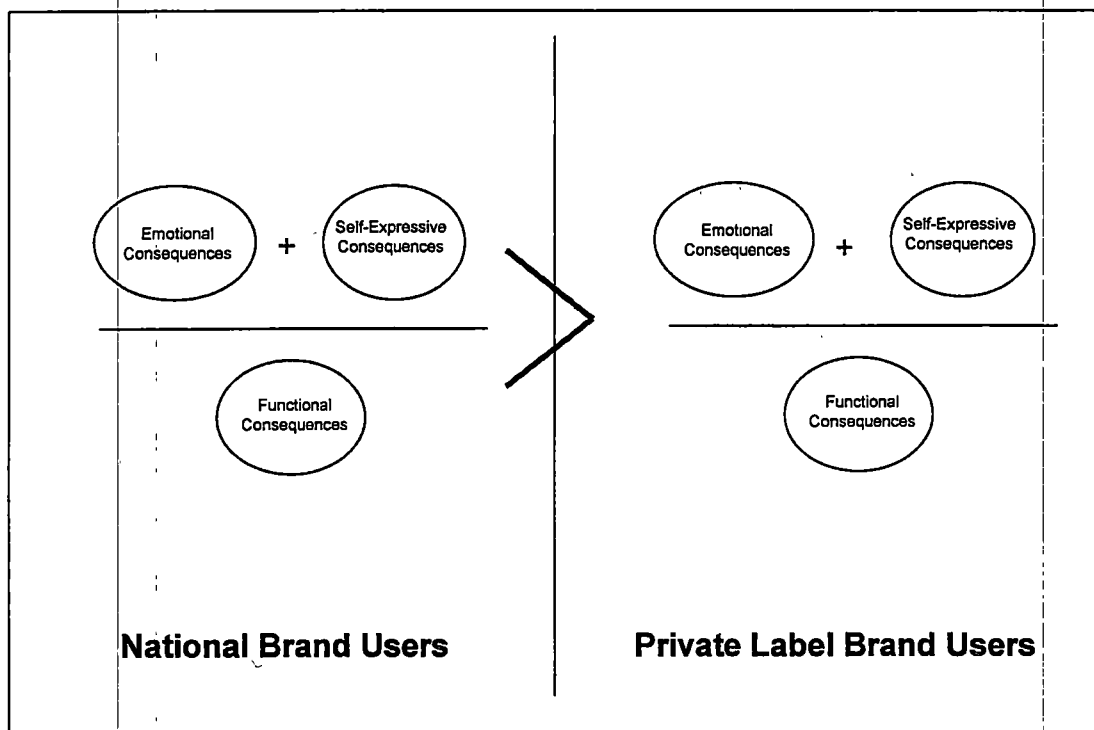 Emotional
Consequences
+
Self-Expressive
Consequences
Functional
Consequences
National Brand Users
>
Emotional
Consequences
+
Self-Expressive
Consequences
Functional
Consequences
Private Label Brand Users